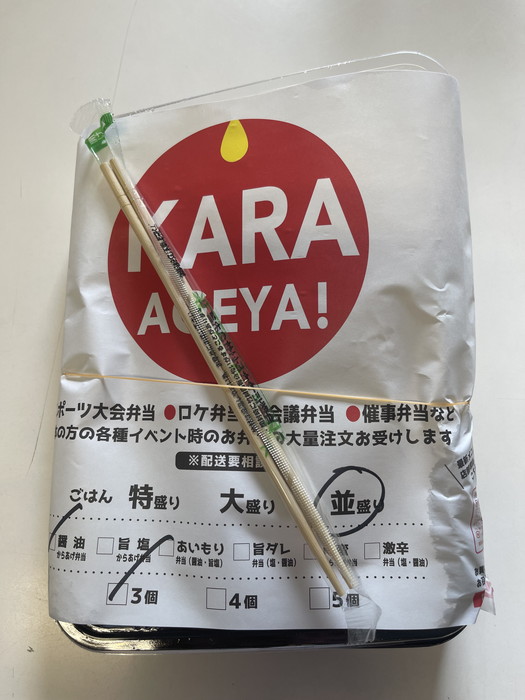 KARA
AGEYA!
ポーツ大会弁当 ●ロケ弁当 会議弁当 ●催事弁当など
の方の各種イベント時のお弁 の大量注文お受けします
※配送要相談
ごはん 特盛り 大盛り 並盛り
醤油 旨塩 あいもり 旨ダレ 激辛
からあげ弁当 からあげ弁当 弁当(醤油・旨塩) 弁当(塩・醤油) 弁当(塩・醤油)
3個 4個 5個